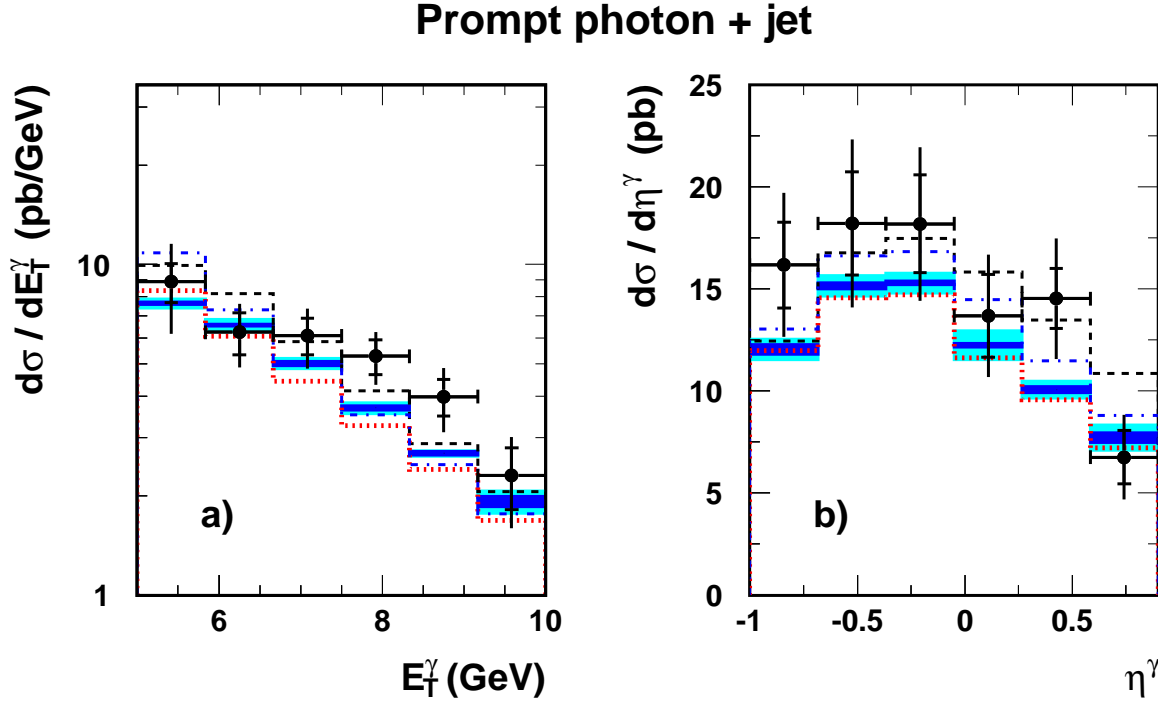 Prompt photon + jet
dσ / dE_T^γ (pb/GeV)
10
1
a)
6
8
10
E_T^γ (GeV)
dσ / dη^γ (pb)
25
20
15
10
5
0
b)
-1
-0.5
0
0.5
η^γ